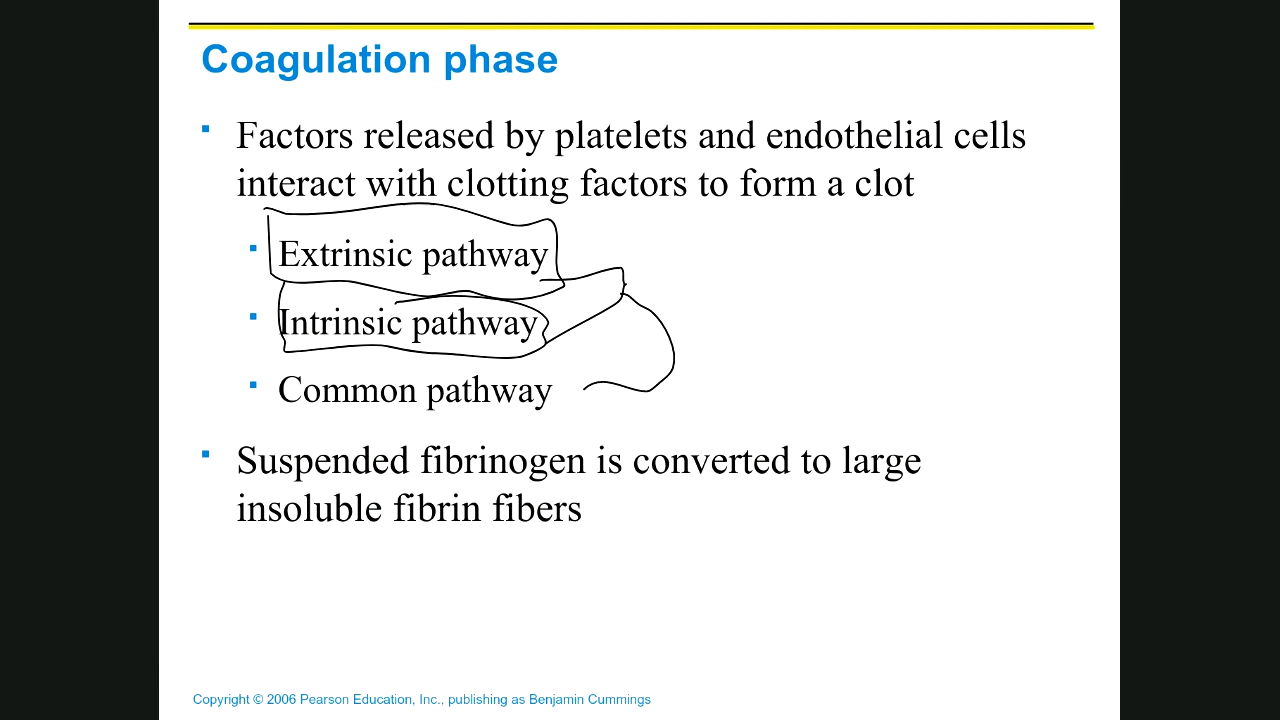 Coagulation phase
Factors released by platelets and endothelial cells
interact with clotting factors to form a clot
Extrinsic pathway
Intrinsic pathway
Common pathway
Suspended fibrinogen is converted to large
insoluble fibrin fibers
Copyright © 2006 Pearson Education, Inc., publishing as Benjamin Cummings